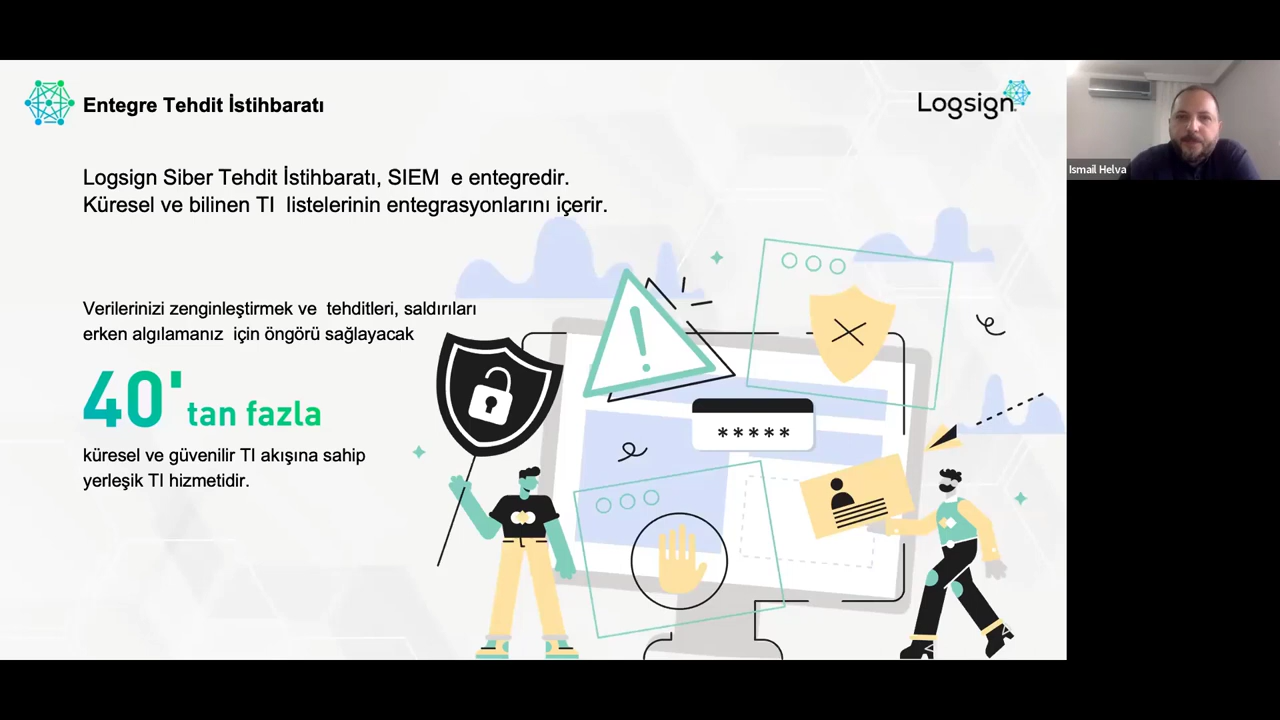 Entegre Tehdit İstihbaratı
Logsign
Logsign Siber Tehdit İstihbaratı, SIEM e entegredir.
Küresel ve bilinen TI listelerinin entegrasyonlarını içerir.
Verilerinizi zenginleştirmek ve tehditleri, saldırıları
erken algılamanız için öngörü sağlayacak
40'tan fazla
küresel ve güvenilir TI akışına sahip
yerleşik TI hizmetidir.
*****
Ismail Helva